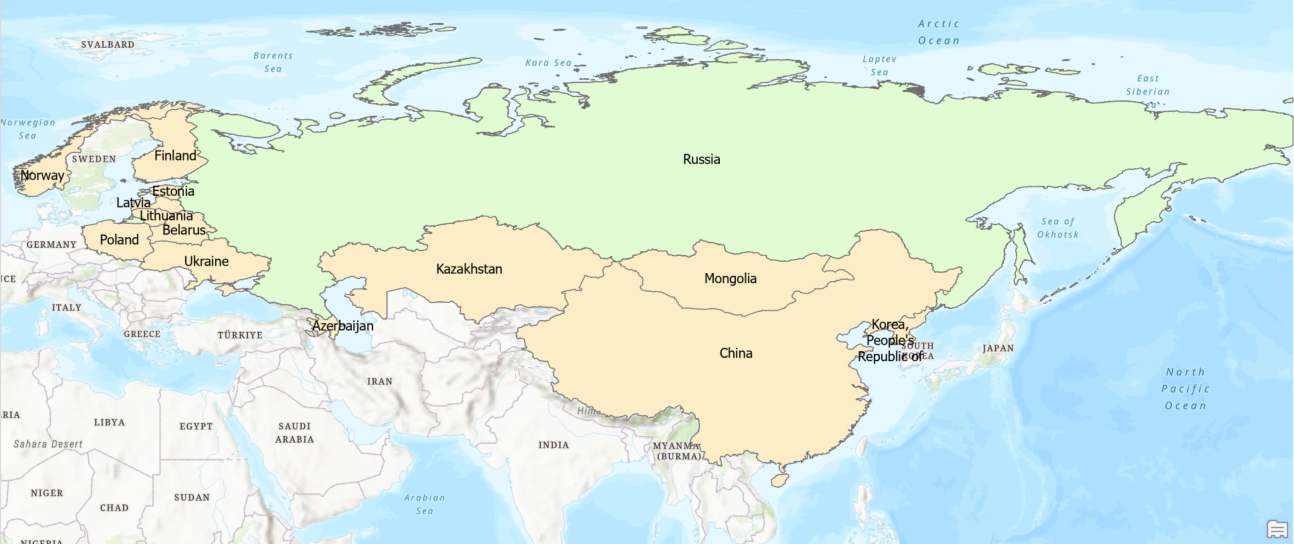 Arctic
Ocean
SVALBARD
Barents
Sea
Kara Sea
Laptev
Sea
East
Siberian
Sea
Norwegian
Sea
SWEDEN
Finland
Norway
Russia
Estonia
Latvia
Lithuania
Belarus
Poland
GERMANY
Ukraine
Sea of
Okhotsk
Kazakhstan
Mongolia
ITALY
GREECE
TÜRKIYE
Azerbaijan
Korea,
People's
Republic of
SOUTH
KOREA
JAPAN
China
IRAN
North
Pacific
Ocean
LIBYA
EGYPT
SAUDI
ARABIA
Sahara Desert
INDIA
MYANMA
(BURMA)
NIGER
CHAD
SUDAN
Arabian
Sea